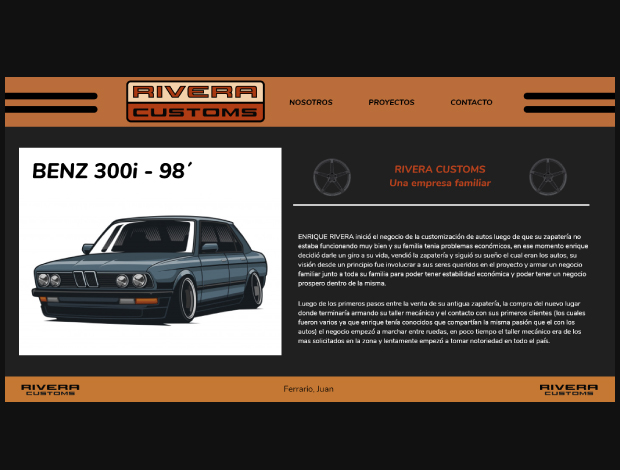 RIVERA
CUSTOMS
NOSOTROS
PROYECTOS
CONTACTO
BENZ 300i - 98´
RIVERA CUSTOMS
Una empresa familiar
ENRIQUE RIVERA inició el negocio de la customización de autos luego de que su zapatería no
estaba funcionando muy bien y su familia tenia problemas económicos, en ese momento enrique
decidió darle un giro a su vida, vendió la zapatería y siguió su sueño el cual eran los autos, su
visión desde un principio fue involucrar a sus seres queridos en el proyecto y armar un negocio
familiar junto a toda su familia para poder tener estabilidad económica y poder tener un negocio
prospero dentro de la misma.
Luego de los primeros pasos entre la venta de su antigua zapatería, la compra del nuevo lugar
donde terminaría armando su taller mecánico y el contacto con sus primeros clientes (los cuales
fueron varios ya que enrique tenía conocidos que compartían la misma pasión que el con los
autos) el negocio empezó a marchar entre ruedas, en poco tiempo el taller mecánico era de los
mas solicitados en la zona y lentamente empezó a tomar notoriedad en todo el país.
RIVERA
CUSTOMS
Ferrario, Juan
RIVERA
CUSTOMS